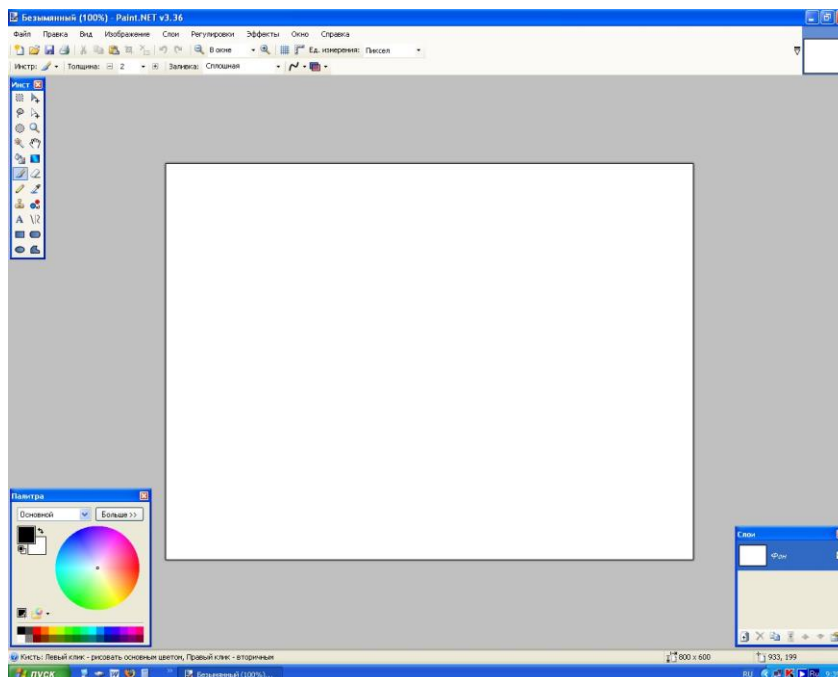 Безымянный (100%) - Paint.NET v3.36
Файл Правка Вид Изображение Слои Регулировки Эффекты Окно Справка
В окне Ед. измерения: Пиксел
Инстр: Толщина: 2 Заливка: Сплошная
Инст
A
Палитра
Основной Больше >>
Слои
Фон
Кисть: Левый клик - рисовать основным цветом, Правый клик - вторичным 800 x 600 933, 199
пуск Безымянный (100%)... RU